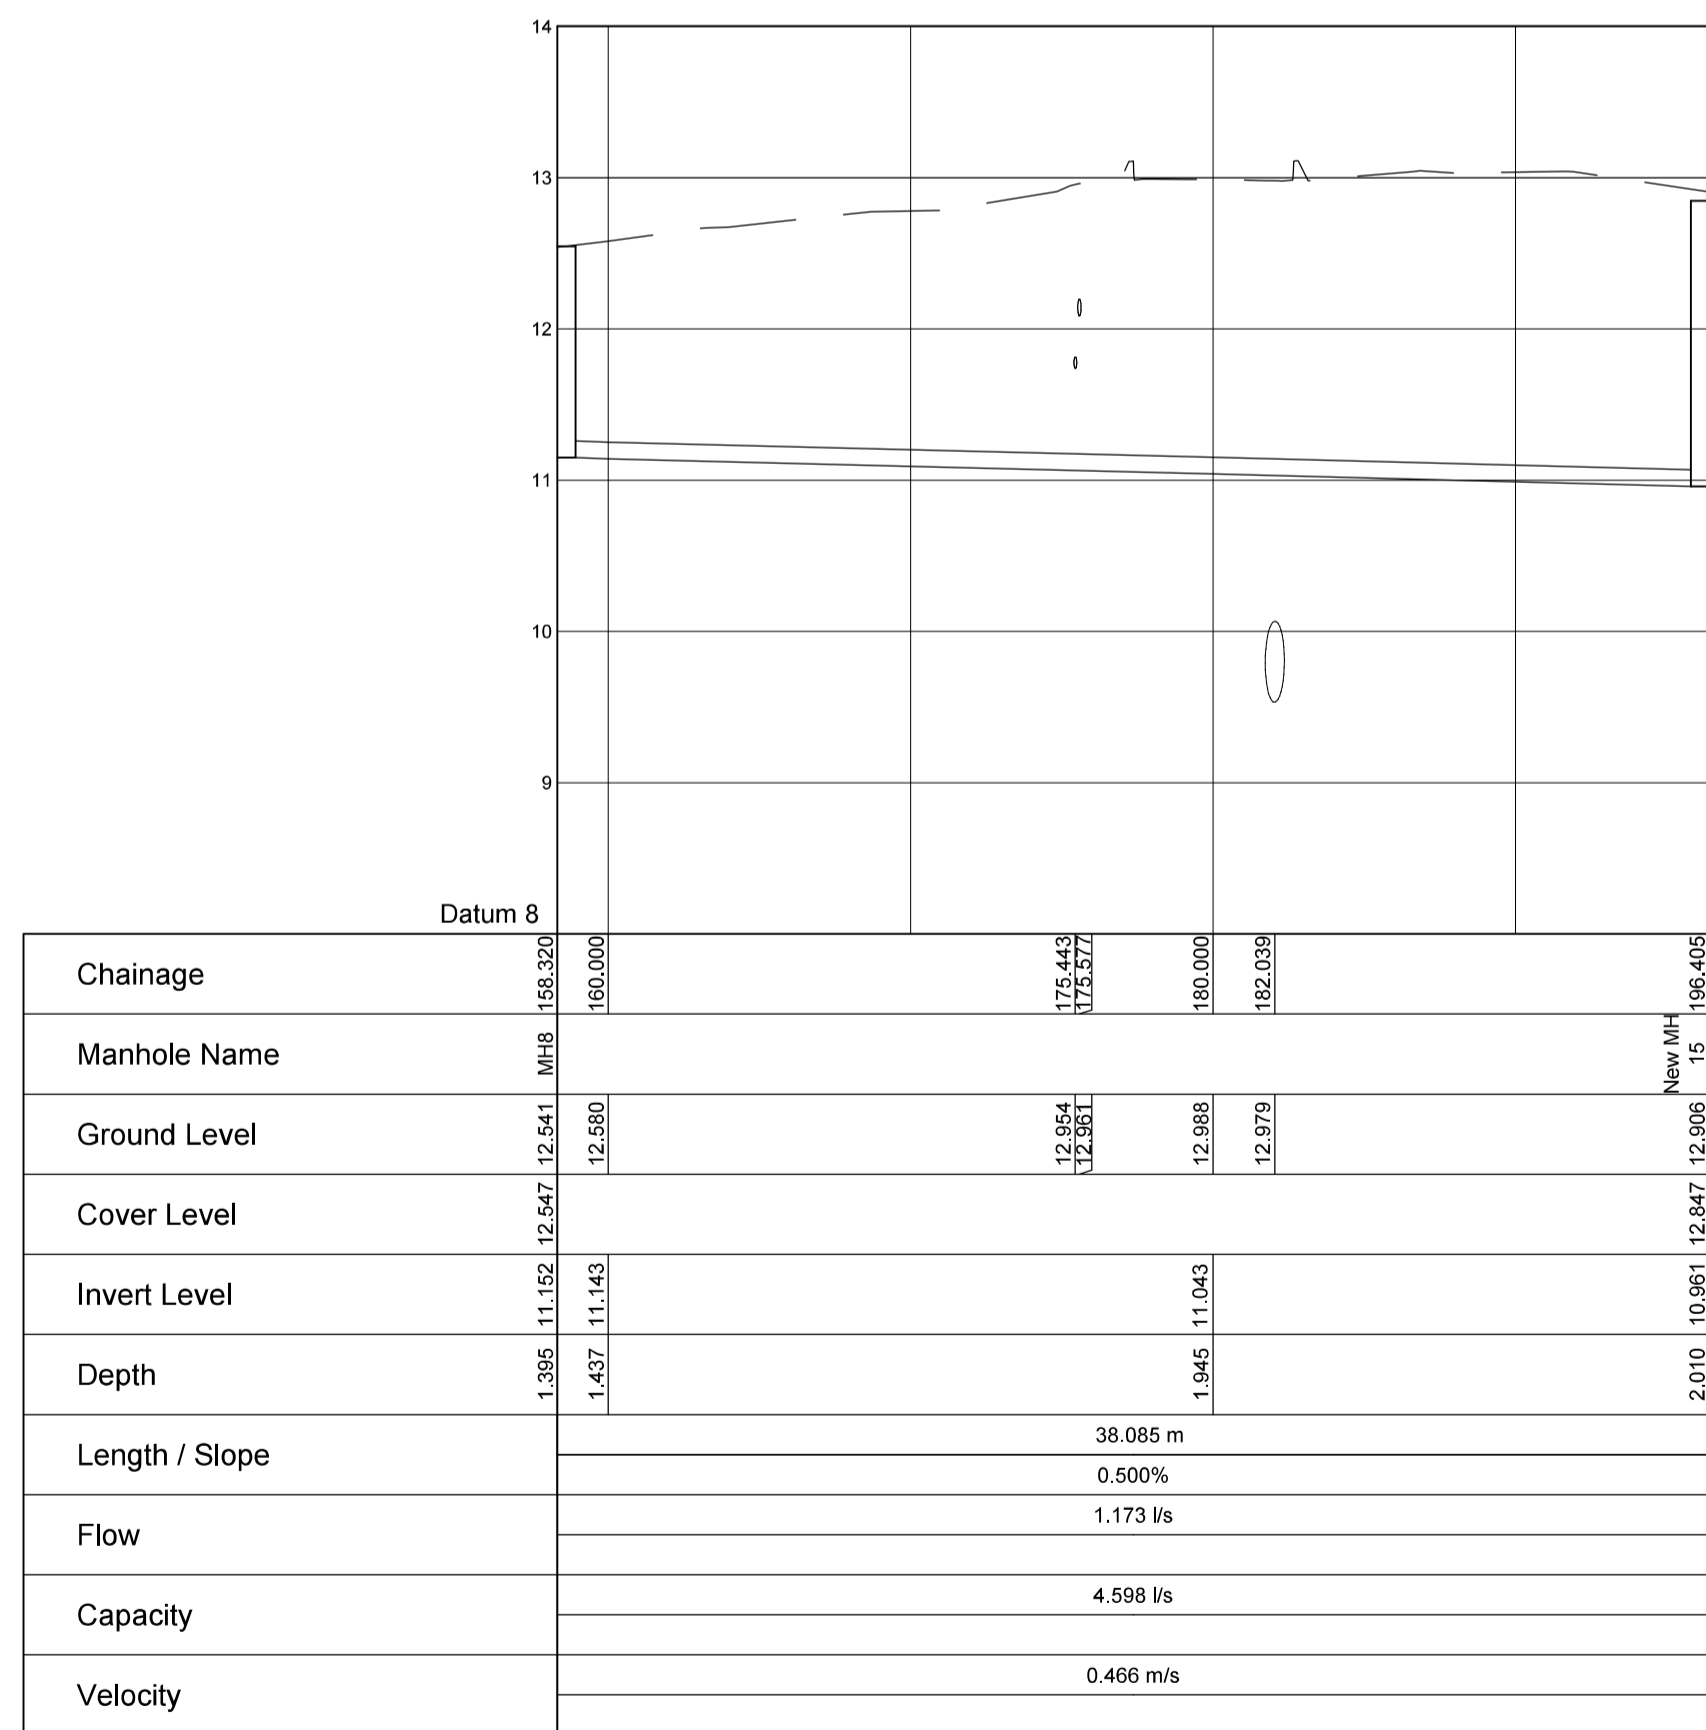 14
13
12
11
10
9
Datum 8
Chainage
158.320
160.000
175.443
175.577
180.000
182.039
196.405
Manhole Name
MH8
New MH
15
Ground Level
12.541
12.580
12.954
12.961
12.988
12.979
12.906
Cover Level
12.547
12.847
Invert Level
11.152
11.143
11.043
10.961
Depth
1.395
1.437
1.945
2.010
Length / Slope
38.085 m
0.500%
Flow
1.173 l/s
Capacity
4.598 l/s
Velocity
0.466 m/s